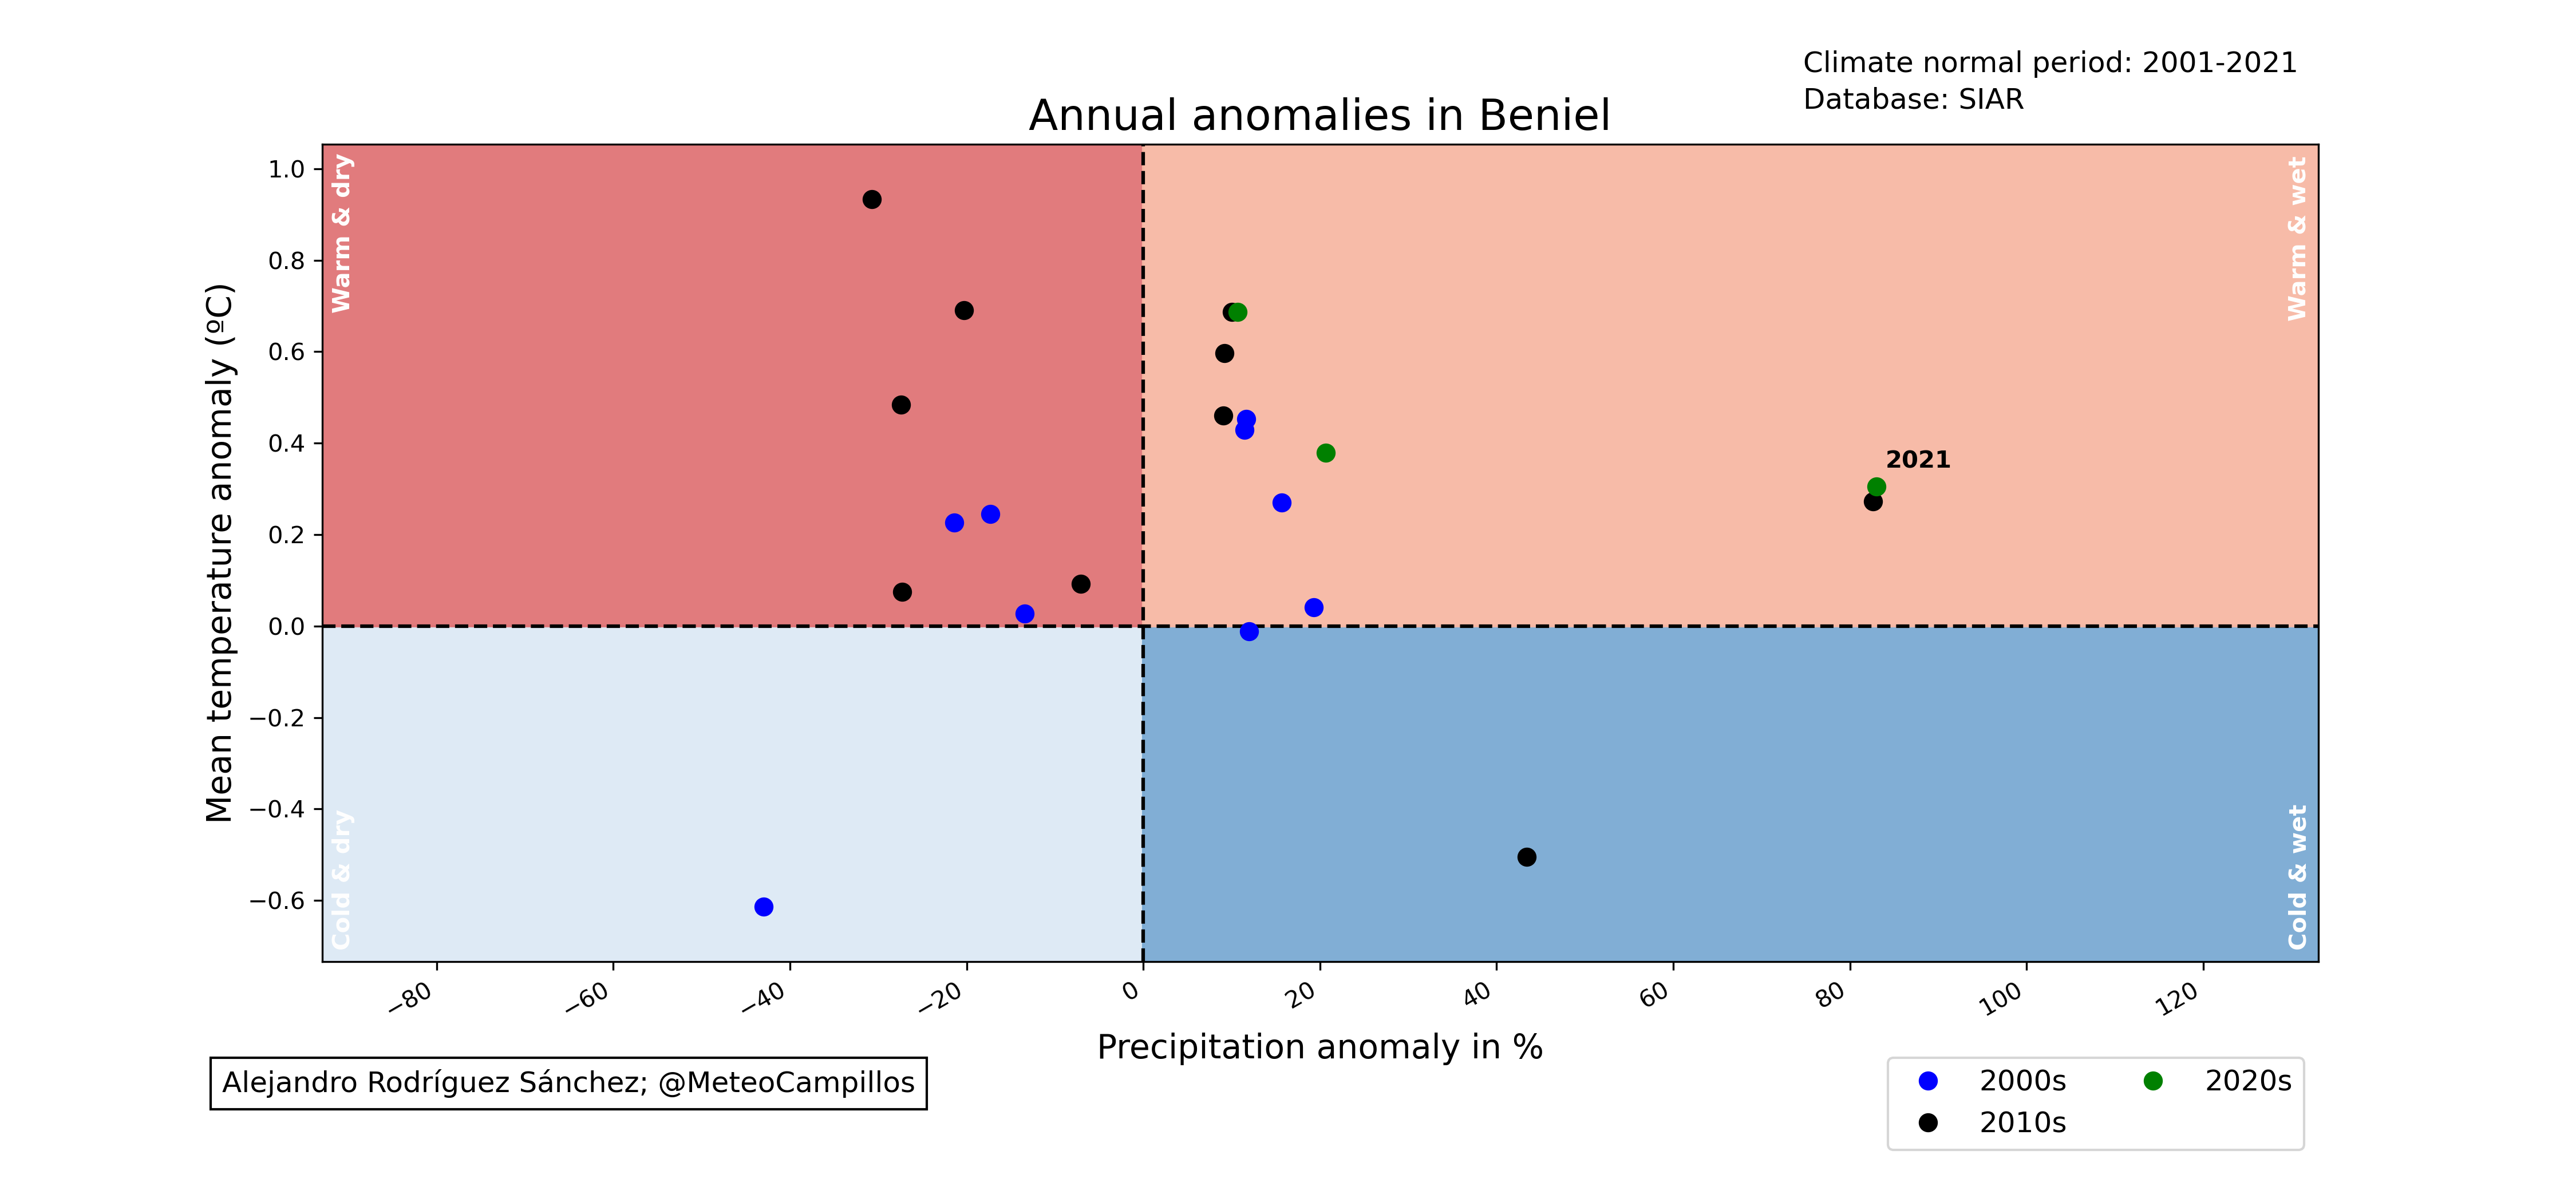 Climate normal period: 2001-2021
Database: SIAR
Annual anomalies in Beniel
Warm & dry
Warm & wet
Cold & dry
Cold & wet
Mean temperature anomaly (ºC)
1.0
0.8
0.6
0.4
0.2
0.0
−0.2
−0.4
−0.6
2021
−80
−60
−40
−20
0
20
40
60
80
100
120
Precipitation anomaly in %
Alejandro Rodríguez Sánchez; @MeteoCampillos
2000s
2010s
2020s